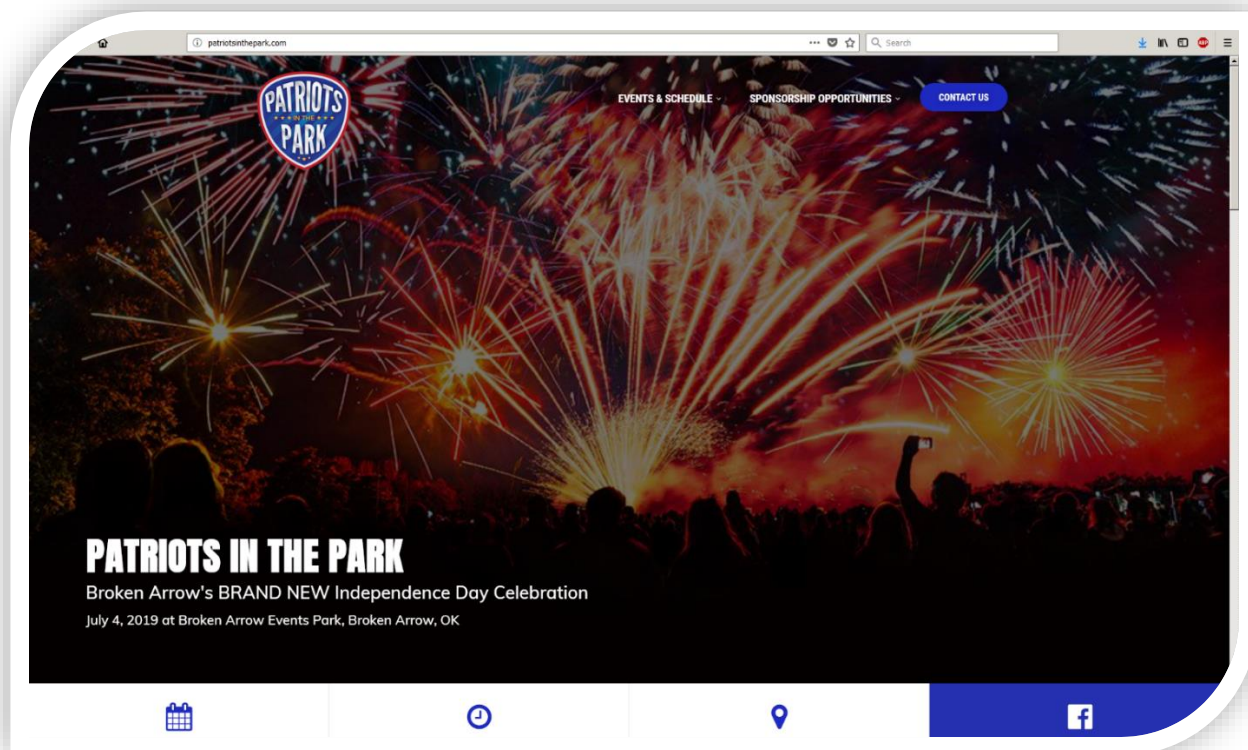 patriotsinthepark.com
Search
ABP
PATRIOTS
IN THE
PARK
EVENTS & SCHEDULE
SPONSORSHIP OPPORTUNITIES
CONTACT US
PATRIOTS IN THE PARK
Broken Arrow's BRAND NEW Independence Day Celebration
July 4, 2019 at Broken Arrow Events Park, Broken Arrow, OK